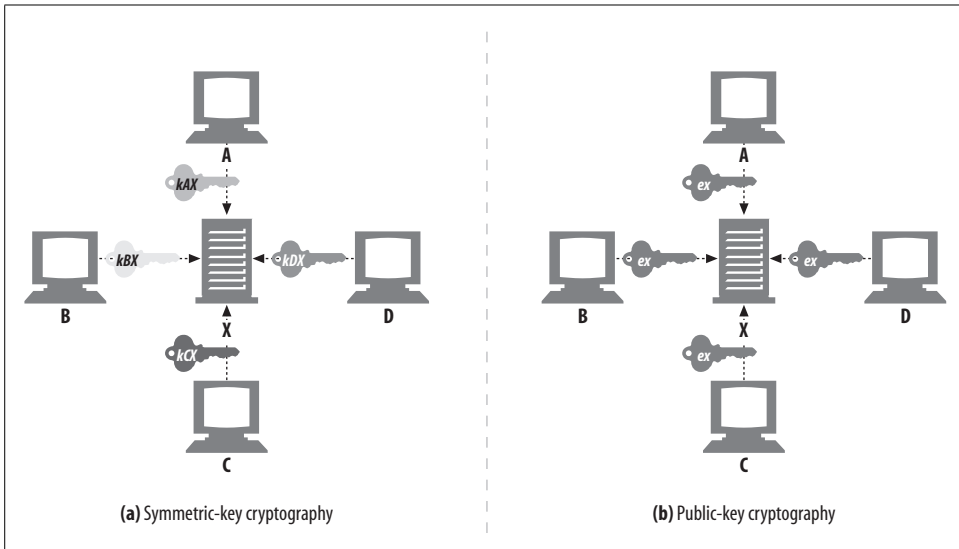 A
kAX
kBX
kDX
B
D
X
kCX
C
(a) Symmetric-key cryptography
A
ex
ex
ex
B
D
X
ex
C
(b) Public-key cryptography